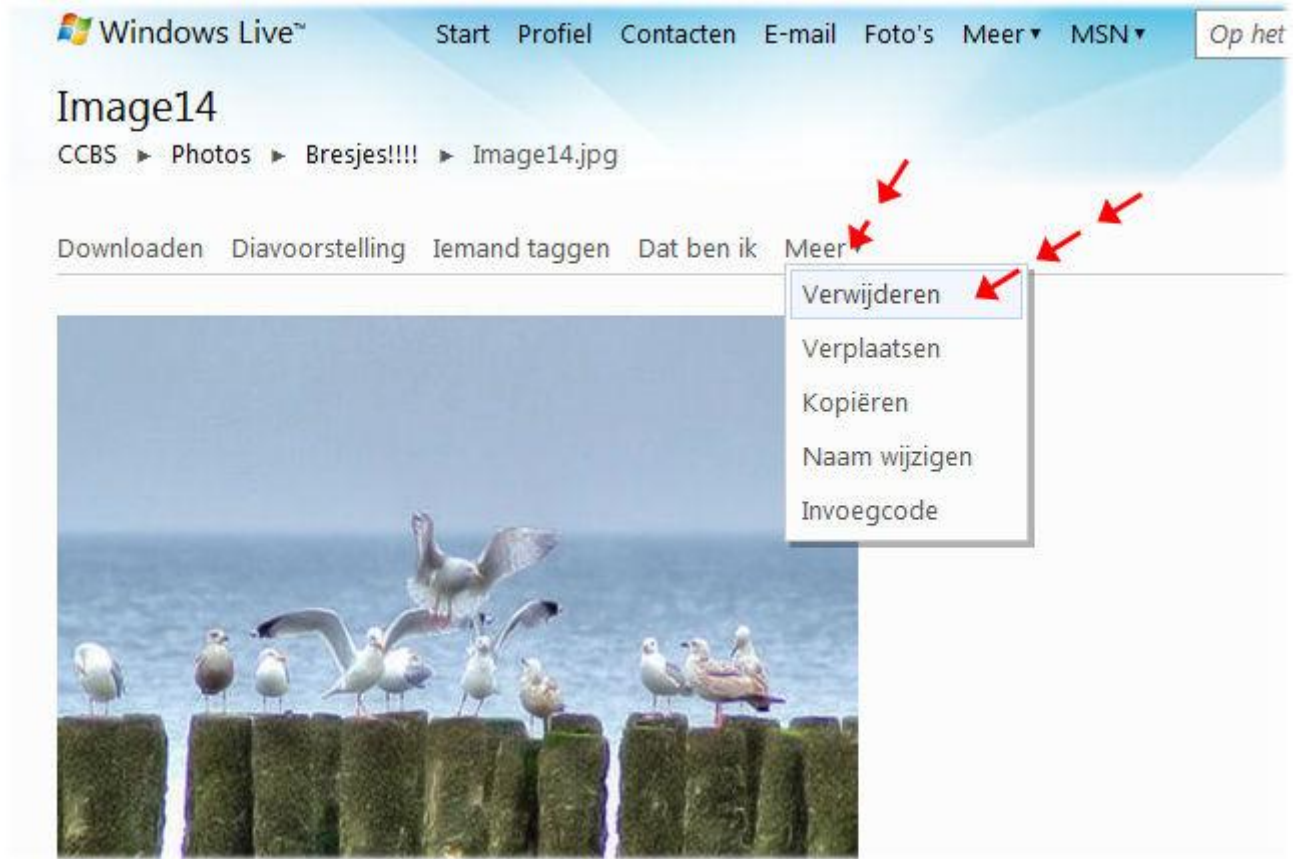 Windows Live™ Start Profiel Contacten E-mail Foto's Meer▾ MSN▾ Op het
Image14
CCBS ► Photos ► Bresjes!!!! ► Image14.jpg
Downloaden Diavoorstelling Iemand taggen Dat ben ik Meer
Verwijderen
Verplaatsen
Kopiëren
Naam wijzigen
Invoegcode